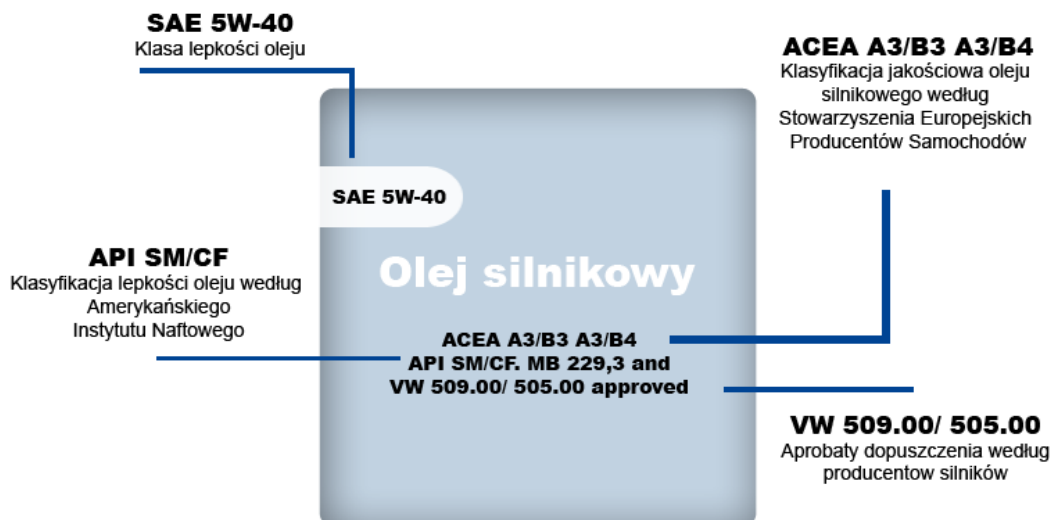 SAE 5W-40
Klasa lepkości oleju
ACEA A3/B3 A3/B4
Klasyfikacja jakościowa oleju
silnikowego według
Stowarzyszenia Europejskich
Producentów Samochodów
SAE 5W-40
API SM/CF
Klasyfikacja lepkości oleju według
Amerykańskiego
Instytutu Naftowego
Olej silnikowy
ACEA A3/B3 A3/B4
API SM/CF. MB 229,3 and
VW 509.00/ 505.00 approved
VW 509.00/ 505.00
Aprobaty dopuszczenia według
producentow silników